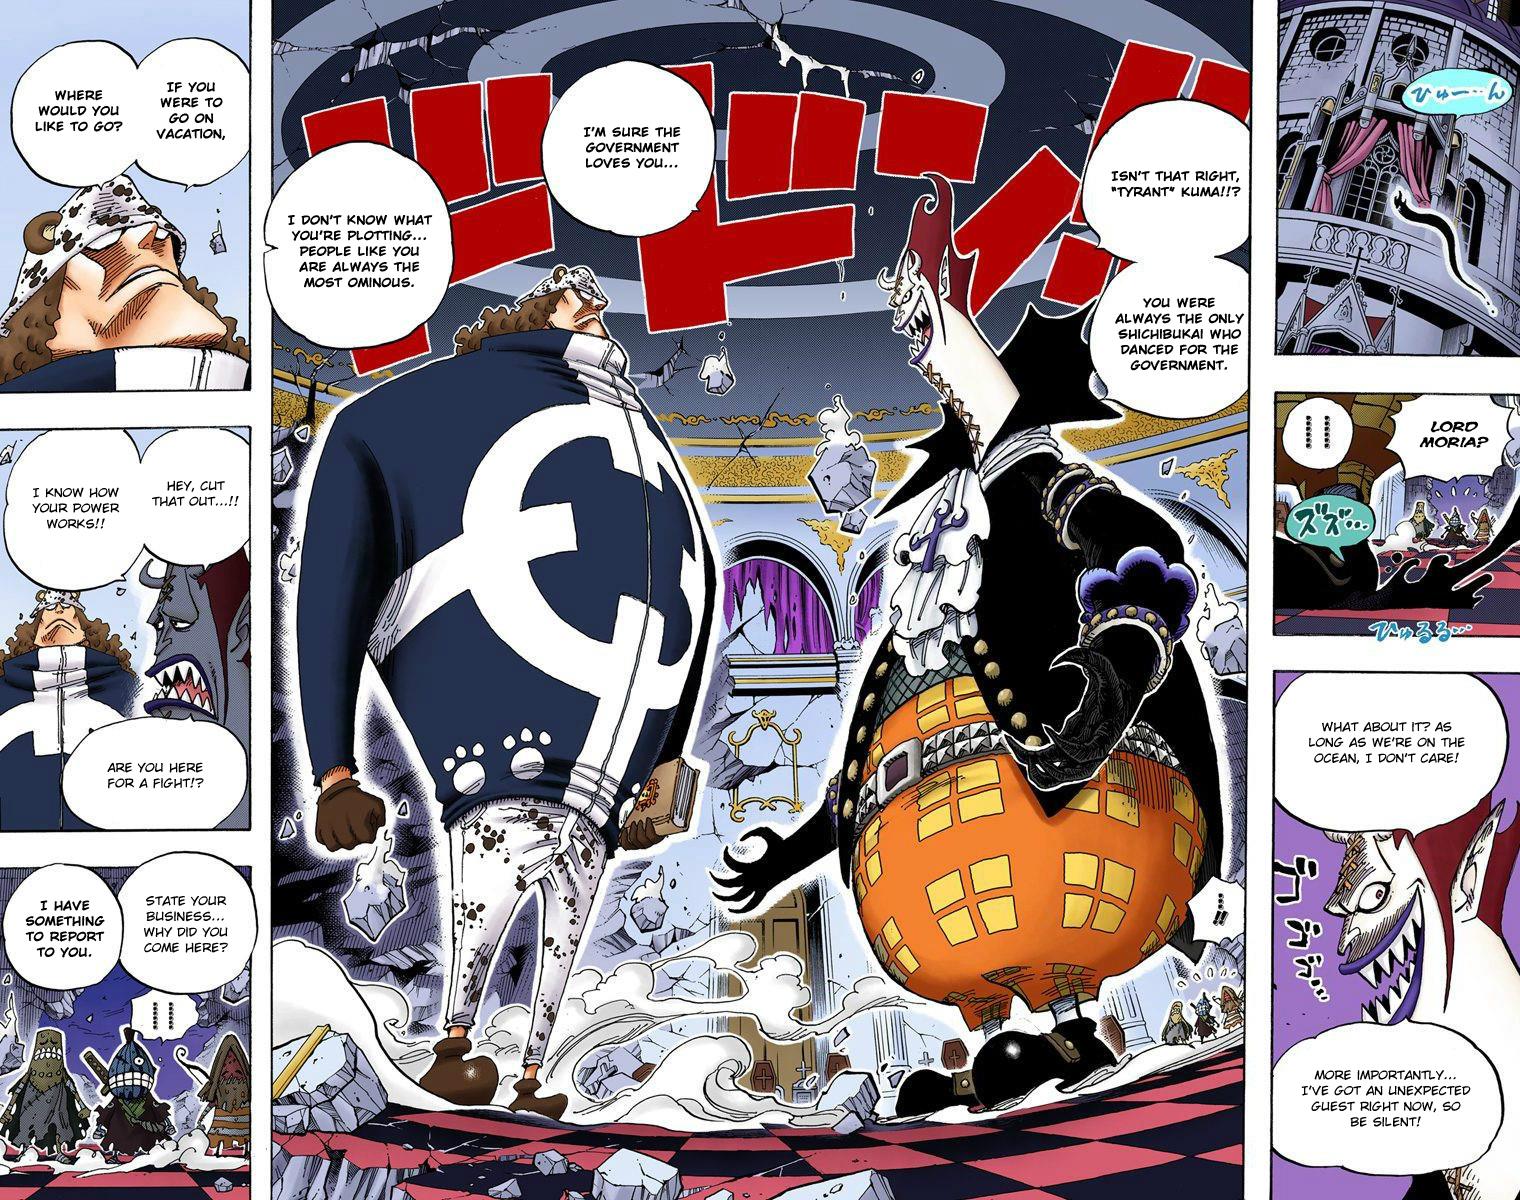 ひゅーーん
LORD
MORIA?
!!
!!
ズズ…
ひゅるる…
WHAT ABOUT IT? AS
LONG AS WE'RE ON THE
OCEAN, I DON'T CARE!
MORE IMPORTANTLY...
I'VE GOT AN UNEXPECTED
GUEST RIGHT NOW, SO
BE SILENT!
ISN'T THAT RIGHT,
"TYRANT" KUMA!!?
YOU WERE
ALWAYS THE ONLY
SHICHIBUKAI WHO
DANCED FOR THE
GOVERNMENT.
I'M SURE THE
GOVERNMENT
LOVES YOU...
I DON'T KNOW WHAT
YOU'RE PLOTTING...
PEOPLE LIKE YOU
ARE ALWAYS THE
MOST OMINOUS.
...!!
ドドン!!
IF YOU
WERE TO
GO ON
VACATION,
WHERE
WOULD YOU
LIKE TO GO?
HEY, CUT
THAT OUT...!!
I KNOW HOW
YOUR POWER
WORKS!!
ARE YOU HERE
FOR A FIGHT!?
STATE YOUR
BUSINESS...
WHY DID YOU
COME HERE?
I HAVE
SOMETHING
TO REPORT
TO YOU.